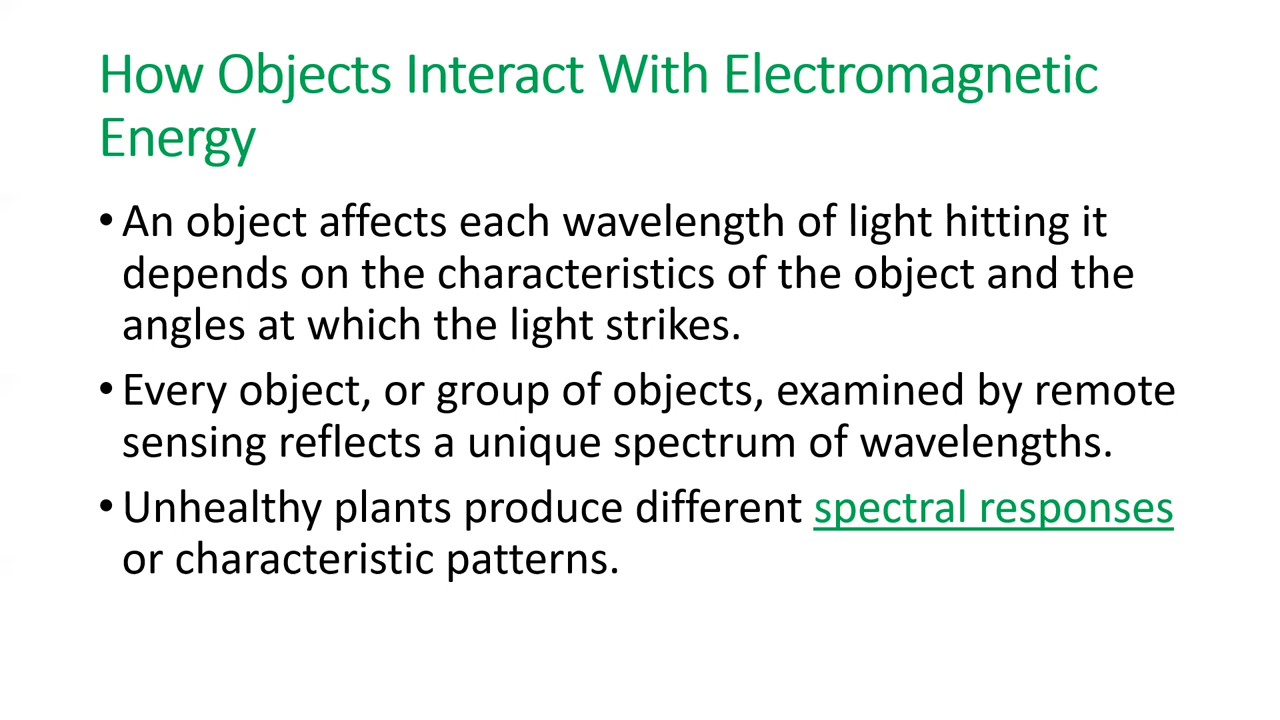 How Objects Interact With Electromagnetic
Energy
• An object affects each wavelength of light hitting it
depends on the characteristics of the object and the
angles at which the light strikes.
• Every object, or group of objects, examined by remote
sensing reflects a unique spectrum of wavelengths.
• Unhealthy plants produce different spectral responses
or characteristic patterns.